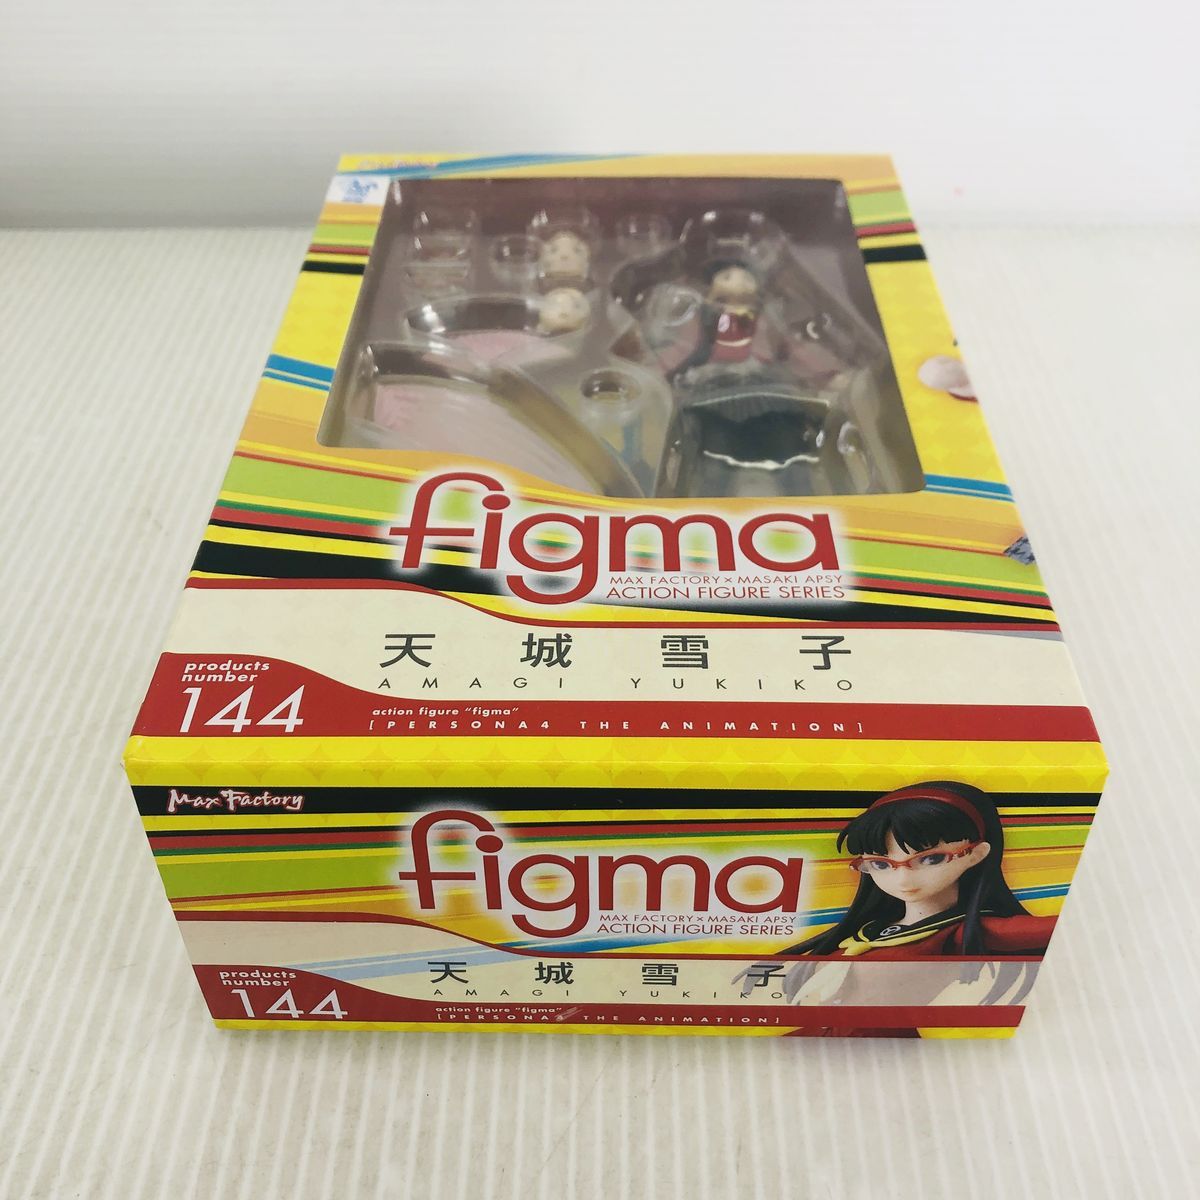 figma
MAX FACTORY × MASAKI APSY
ACTION FIGURE SERIES
天城雪子
AMAGI YUKIKO
products
number
144
action figure "figma"
[PERSONA4 THE ANIMATION]
Max Factory
figma
MAX FACTORY × MASAKI APSY
ACTION FIGURE SERIES
天城雪子
AMAGI YUKIKO
products
number
144
action figure "figma"
[PERSONA4 THE ANIMATION]